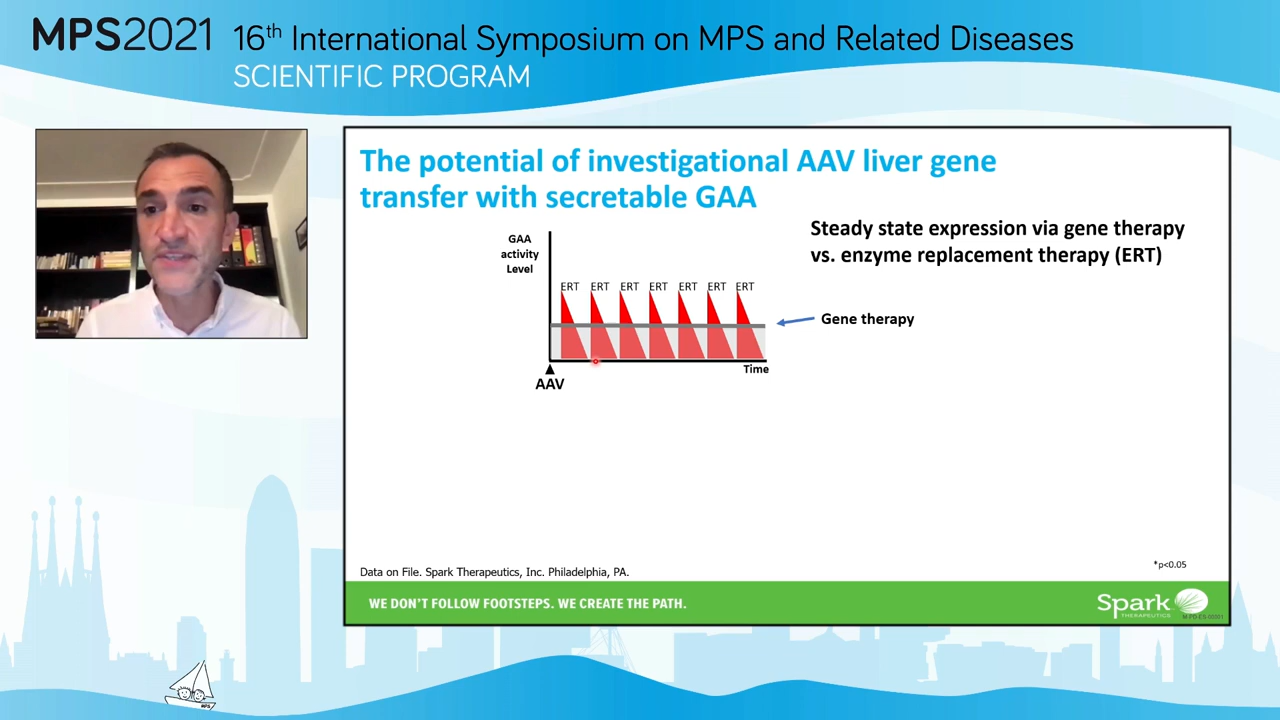 MPS2021 16th International Symposium on MPS and Related Diseases
SCIENTIFIC PROGRAM
The potential of investigational AAV liver gene
transfer with secretable GAA
Steady state expression via gene therapy
vs. enzyme replacement therapy (ERT)
GAA
activity
Level
ERT ERT ERT ERT ERT ERT ERT
Gene therapy
Time
AAV
*p<0.05
Data on File. Spark Therapeutics, Inc. Philadelphia, PA.
WE DON'T FOLLOW FOOTSTEPS. WE CREATE THE PATH.
Spark
THERAPEUTICS
MPS